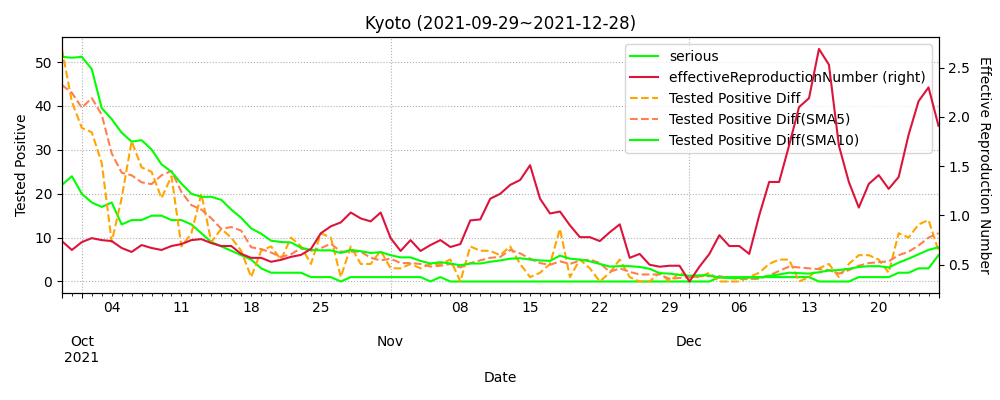 Kyoto (2021-09-29~2021-12-28)
serious
effectiveReproductionNumber (right)
Tested Positive Diff
Tested Positive Diff(SMA5)
Tested Positive Diff(SMA10)
Tested Positive
50
40
30
20
10
0
Effective Reproduction Number
2.5
2.0
1.5
1.0
0.5
04 11 18 25 08 15 22 29 06 13 20
Oct Nov Dec
2021
Date